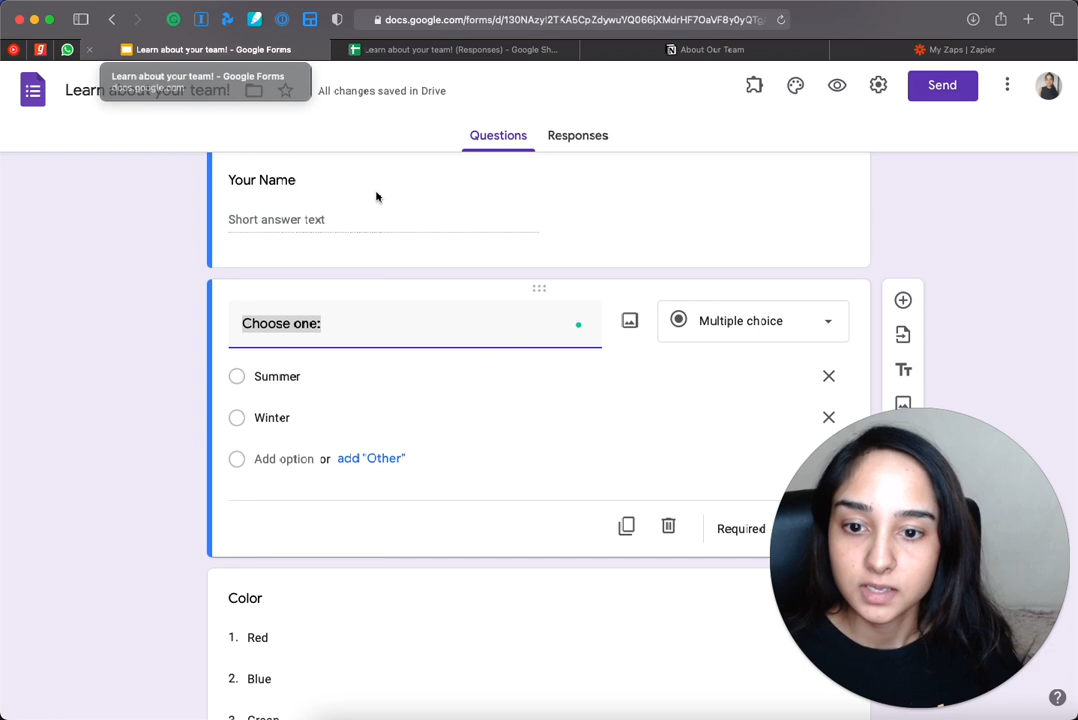 docs.google.com/forms/d/130NAzyI2TKA5CpZdywuVQ066jXMdrHF7OaVF8y0yQTg
Learn about your team! - Google Forms
Learn about your team! (Responses) - Google Sh...
About Our Team
My Zaps | Zapier
Learn about your team! - Google Forms
docs.google.com
Learn about your team!
All changes saved in Drive
Send
Questions
Responses
Your Name
Short answer text
Choose one:
Multiple choice
Summer
Winter
Add option or add "Other"
Required
Color
1. Red
2. Blue
3. Green